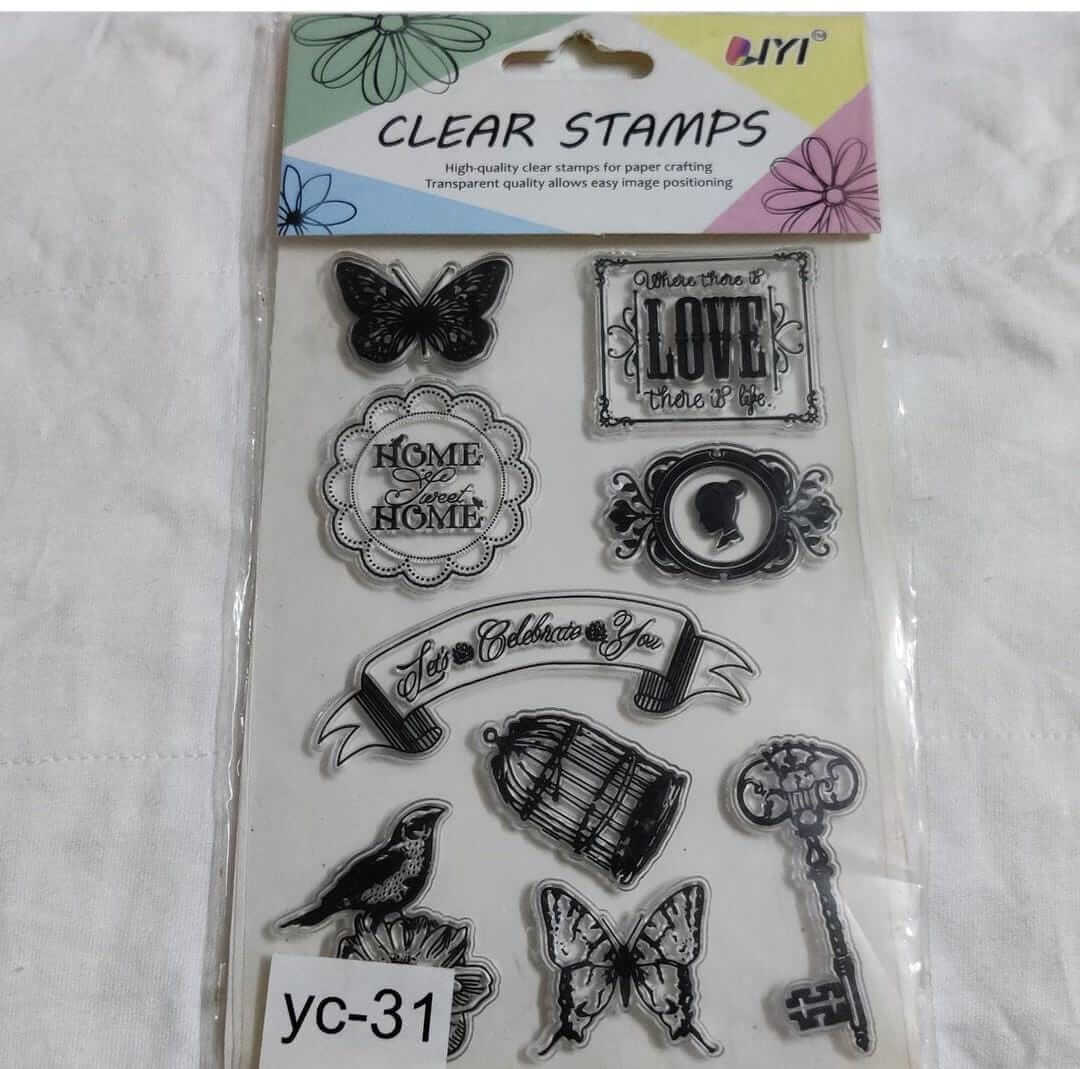 DIYI™
CLEAR STAMPS
High-quality clear stamps for paper crafting
Transparent quality allows easy image positioning
Where there is
LOVE
there is life.
HOME
Sweet
HOME
Let's Celebrate You
yc-31